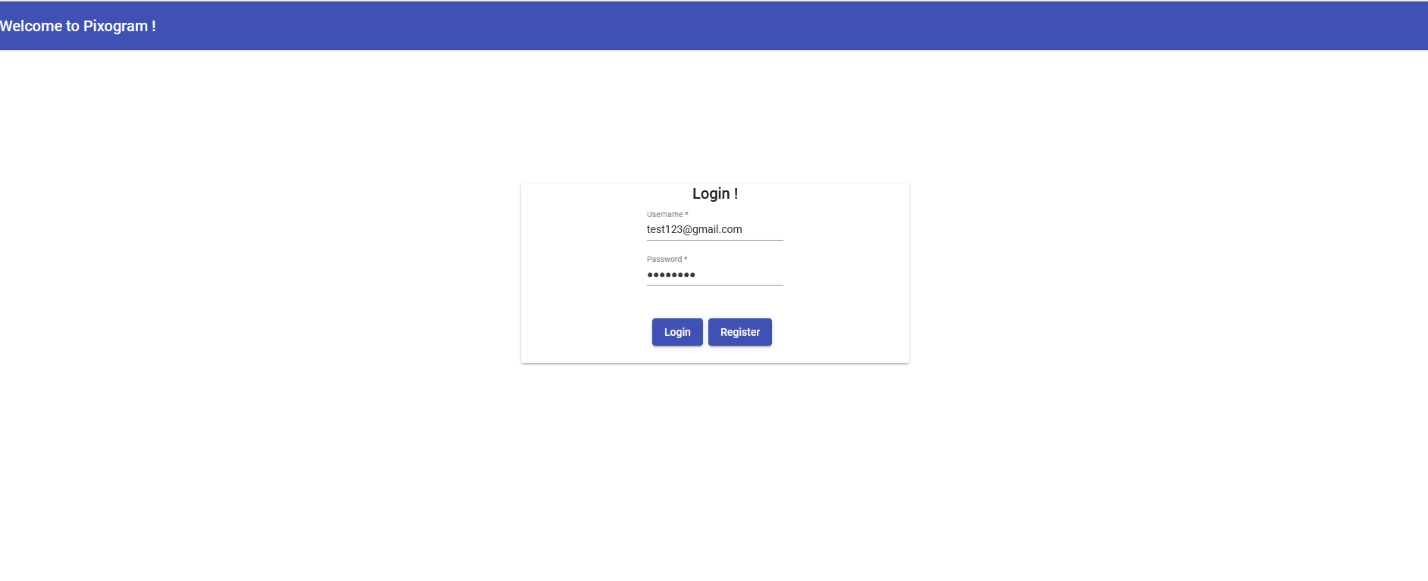 Welcome to Pixogram !
Login !
Username *
test123@gmail.com
Password *
••••••••
Login Register